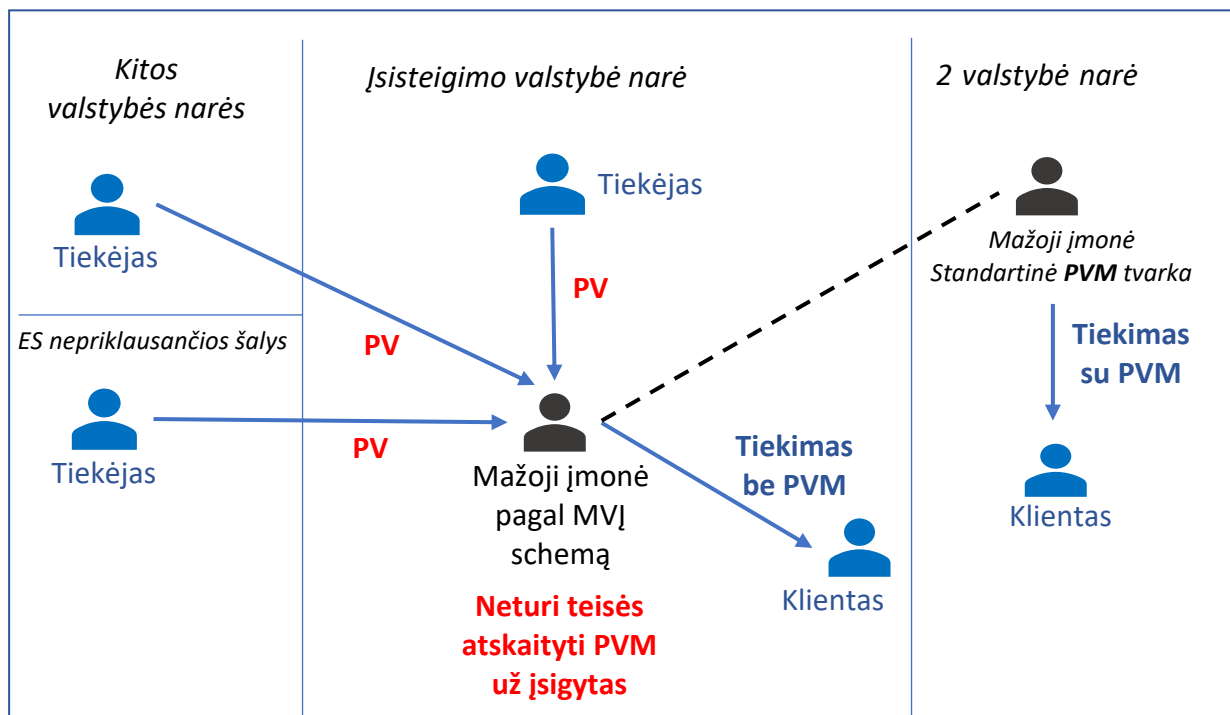 Kitos
valstybės narės
Tiekėjas
ES nepriklausančios šalys
Tiekėjas
Įsisteigimo valstybė narė
Tiekėjas
PV
PV
PV
Mažoji įmonė
pagal MVĮ
schemą
Neturi teisės
atskaityti PVM
už įsigytas
Tiekimas
be PVM
Klientas
2 valstybė narė
Mažoji įmonė
Standartinė PVM tvarka
Tiekimas
su PVM
Klientas